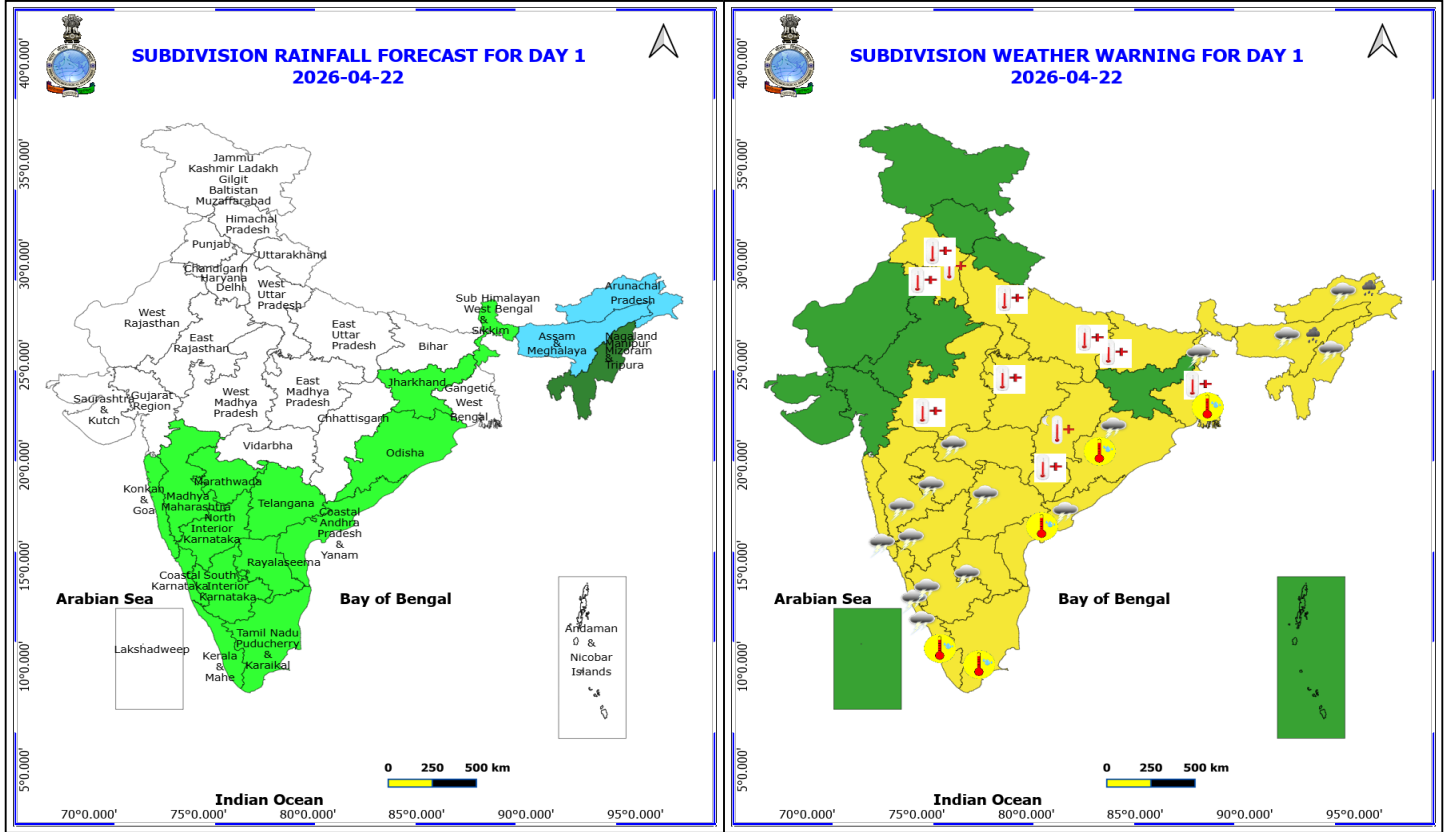 SUBDIVISION RAINFALL FORECAST FOR DAY 1
2026-04-22
40°0.000'
35°0.000'
30°0.000'
25°0.000'
20°0.000'
15°0.000'
10°0.000'
5°0.000'
Jammu
Kashmir Ladakh
Gilgit
Baltistan
Muzaffarabad
Himachal
Pradesh
Punjab
Uttarakhand
Chandigarh
Haryana
Delhi
West
Uttar
Pradesh
West
Rajasthan
East
Rajasthan
East
Uttar
Pradesh
Bihar
Sub Himalayan
West Bengal
&
Sikkim
Arunachal
Pradesh
Assam
&
Meghalaya
Nagaland
Manipur
Mizoram
&
Tripura
Jharkhand
Gangetic
West
Bengal
Saurashtra
&
Kutch
Gujarat
Region
West
Madhya
Pradesh
East
Madhya
Pradesh
Chhattisgarh
Vidarbha
Odisha
Konkan
&
Goa
Madhya
Maharashtra
Marathwada
Telangana
North
Interior
Karnataka
Coastal
Andhra
Pradesh
&
Yanam
Rayalaseema
Coastal
Karnataka
South
Interior
Karnataka
Tamil Nadu
Puducherry
&
Karaikal
Kerala
&
Mahe
Lakshadweep
Andaman
&
Nicobar
Islands
Arabian Sea
Bay of Bengal
0 250 500 km
Indian Ocean
70°0.000' 75°0.000' 80°0.000' 85°0.000' 90°0.000' 95°0.000'
SUBDIVISION WEATHER WARNING FOR DAY 1
2026-04-22
40°0.000'
35°0.000'
30°0.000'
25°0.000'
20°0.000'
15°0.000'
10°0.000'
5°0.000'
Arabian Sea
Bay of Bengal
0 250 500 km
Indian Ocean
70°0.000' 75°0.000' 80°0.000' 85°0.000' 90°0.000' 95°0.000'